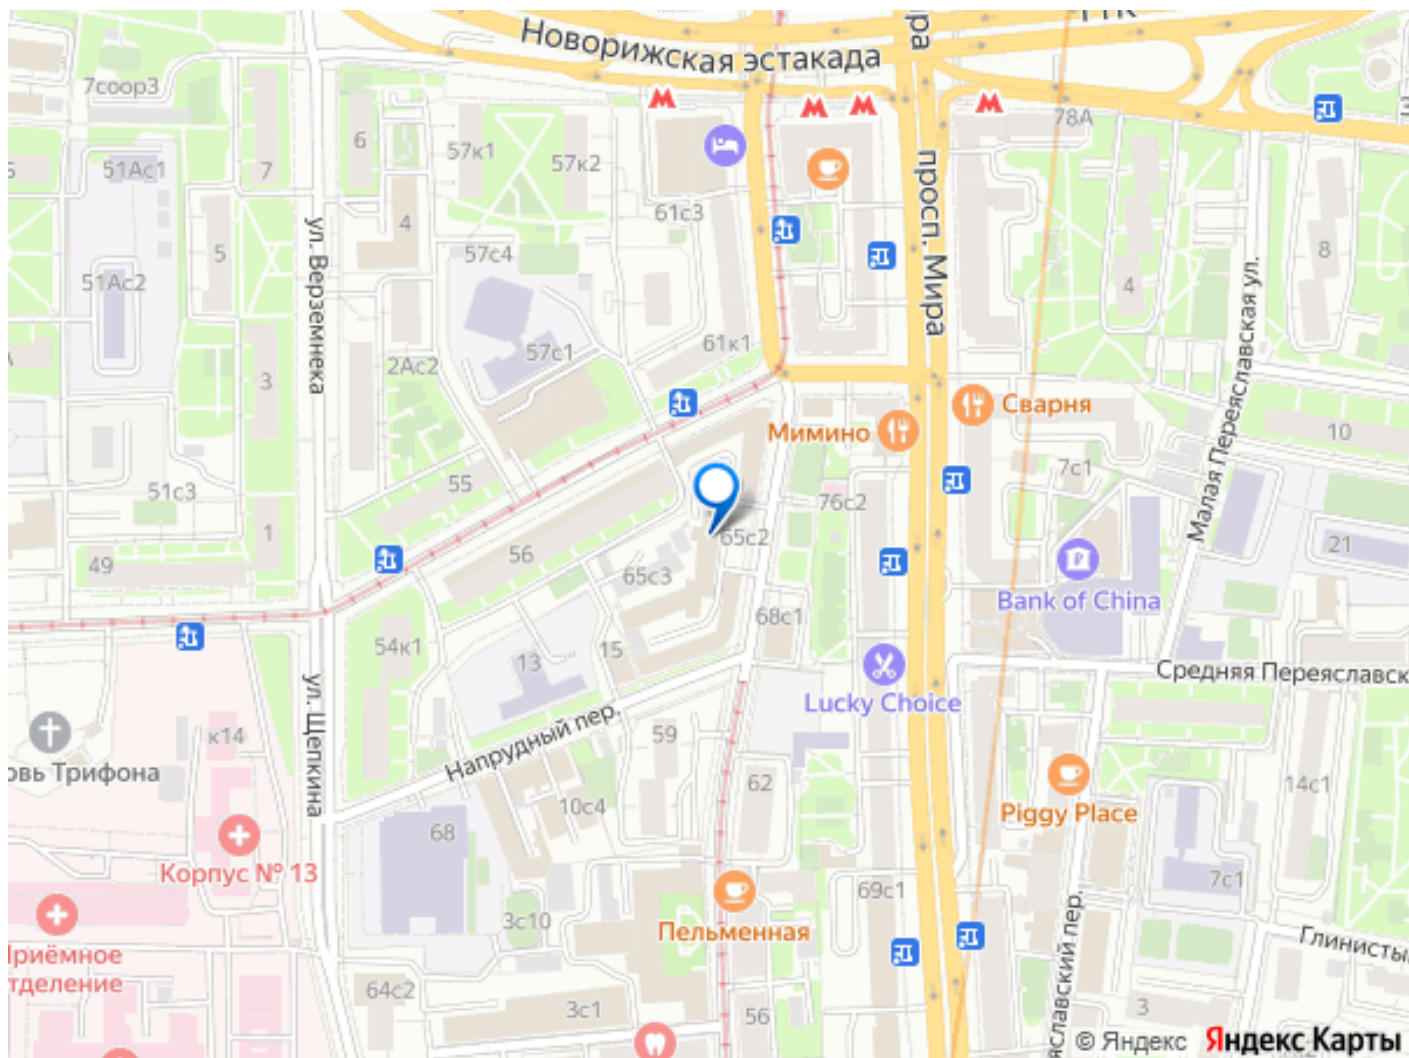 Новорижская эстакада
7соор3
78А
6
57к1
57к2
51Ас1
7
просп. Мира
61с3
4
ул. Верземнека
57с4
5
8
51Ас2
4
Малая Переяславская ул.
57с1
61к1
2Ас2
3
Сварня
Мимино
10
7с1
55
51с3
76с2
1
65с2
21
56
49
65с3
Bank of China
68с1
54к1
15
13
Средняя Переяславск
ул. Щепкина
Lucky Choice
Напрудный пер.
59
к14
овь Трифона
62
14с1
10с4
Piggy Place
68
Корпус № 13
7с1
69с1
3с10
Пельменная
Глинисты
риёмное
тделение
64с2
3с1
56
3
яславский пер.
© Яндекс Яндекс Карты